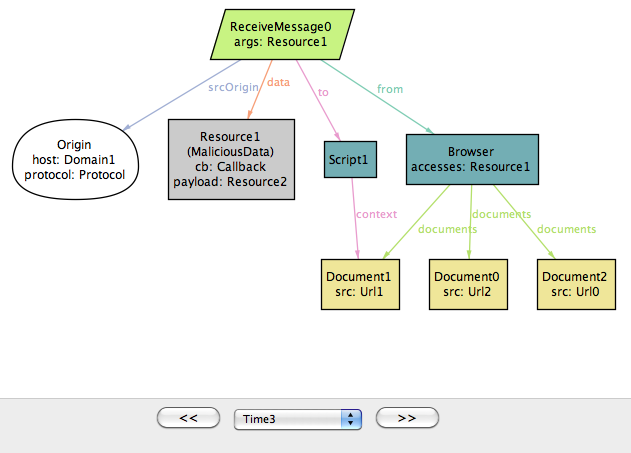 ReceiveMessage0
args: Resource1
srcOrigin
data
to
from
Origin
host: Domain1
protocol: Protocol
Resource1
(MaliciousData)
cb: Callback
payload: Resource2
Script1
Browser
accesses: Resource1
context
documents
documents
documents
Document1
src: Url1
Document0
src: Url2
Document2
src: Url0
<<
Time3
>>